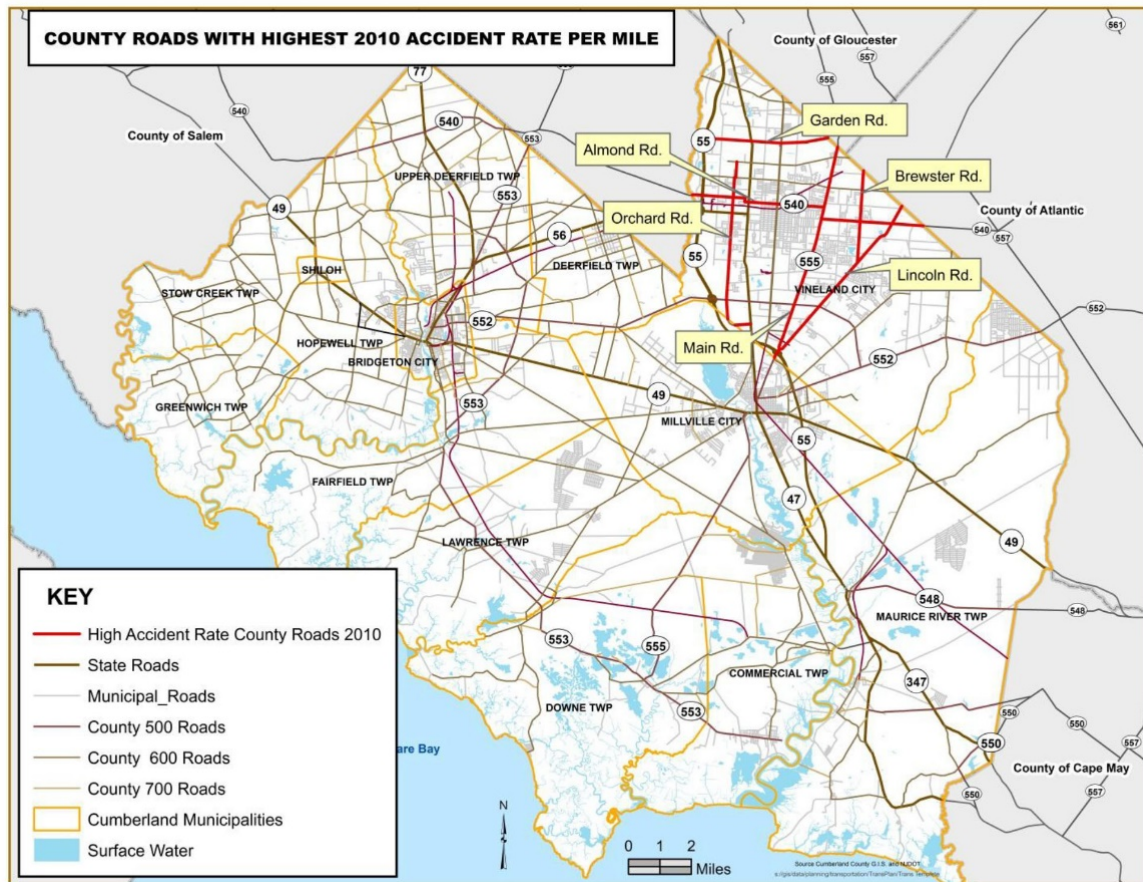 COUNTY ROADS WITH HIGHEST 2010 ACCIDENT RATE PER MILE
County of Gloucester
561
557
555
77
540
540
553
County of Salem
55
Garden Rd.
Almond Rd.
UPPER DEERFIELD TWP
553
Brewster Rd.
49
Orchard Rd.
540
County of Atlantic
540
557
56
55
555
Lincoln Rd.
DEERFIELD TWP
SHILOH
STOW CREEK TWP
VINELAND CITY
552
552
HOPEWELL TWP
BRIDGETON CITY
Main Rd.
552
GREENWICH TWP
553
49
MILLVILLE CITY
55
FAIRFIELD TWP
47
LAWRENCE TWP
49
548
548
MAURICE RIVER TWP
553
555
COMMERCIAL TWP
347
DOWNE TWP
553
550
550
550
557
County of Cape May
550
557
are Bay
KEY
High Accident Rate County Roads 2010
State Roads
Municipal_Roads
County 500 Roads
County 600 Roads
County 700 Roads
Cumberland Municipalities
Surface Water
N
0 1 2
Miles
Source Cumberland County G.I.S. and NJDOT